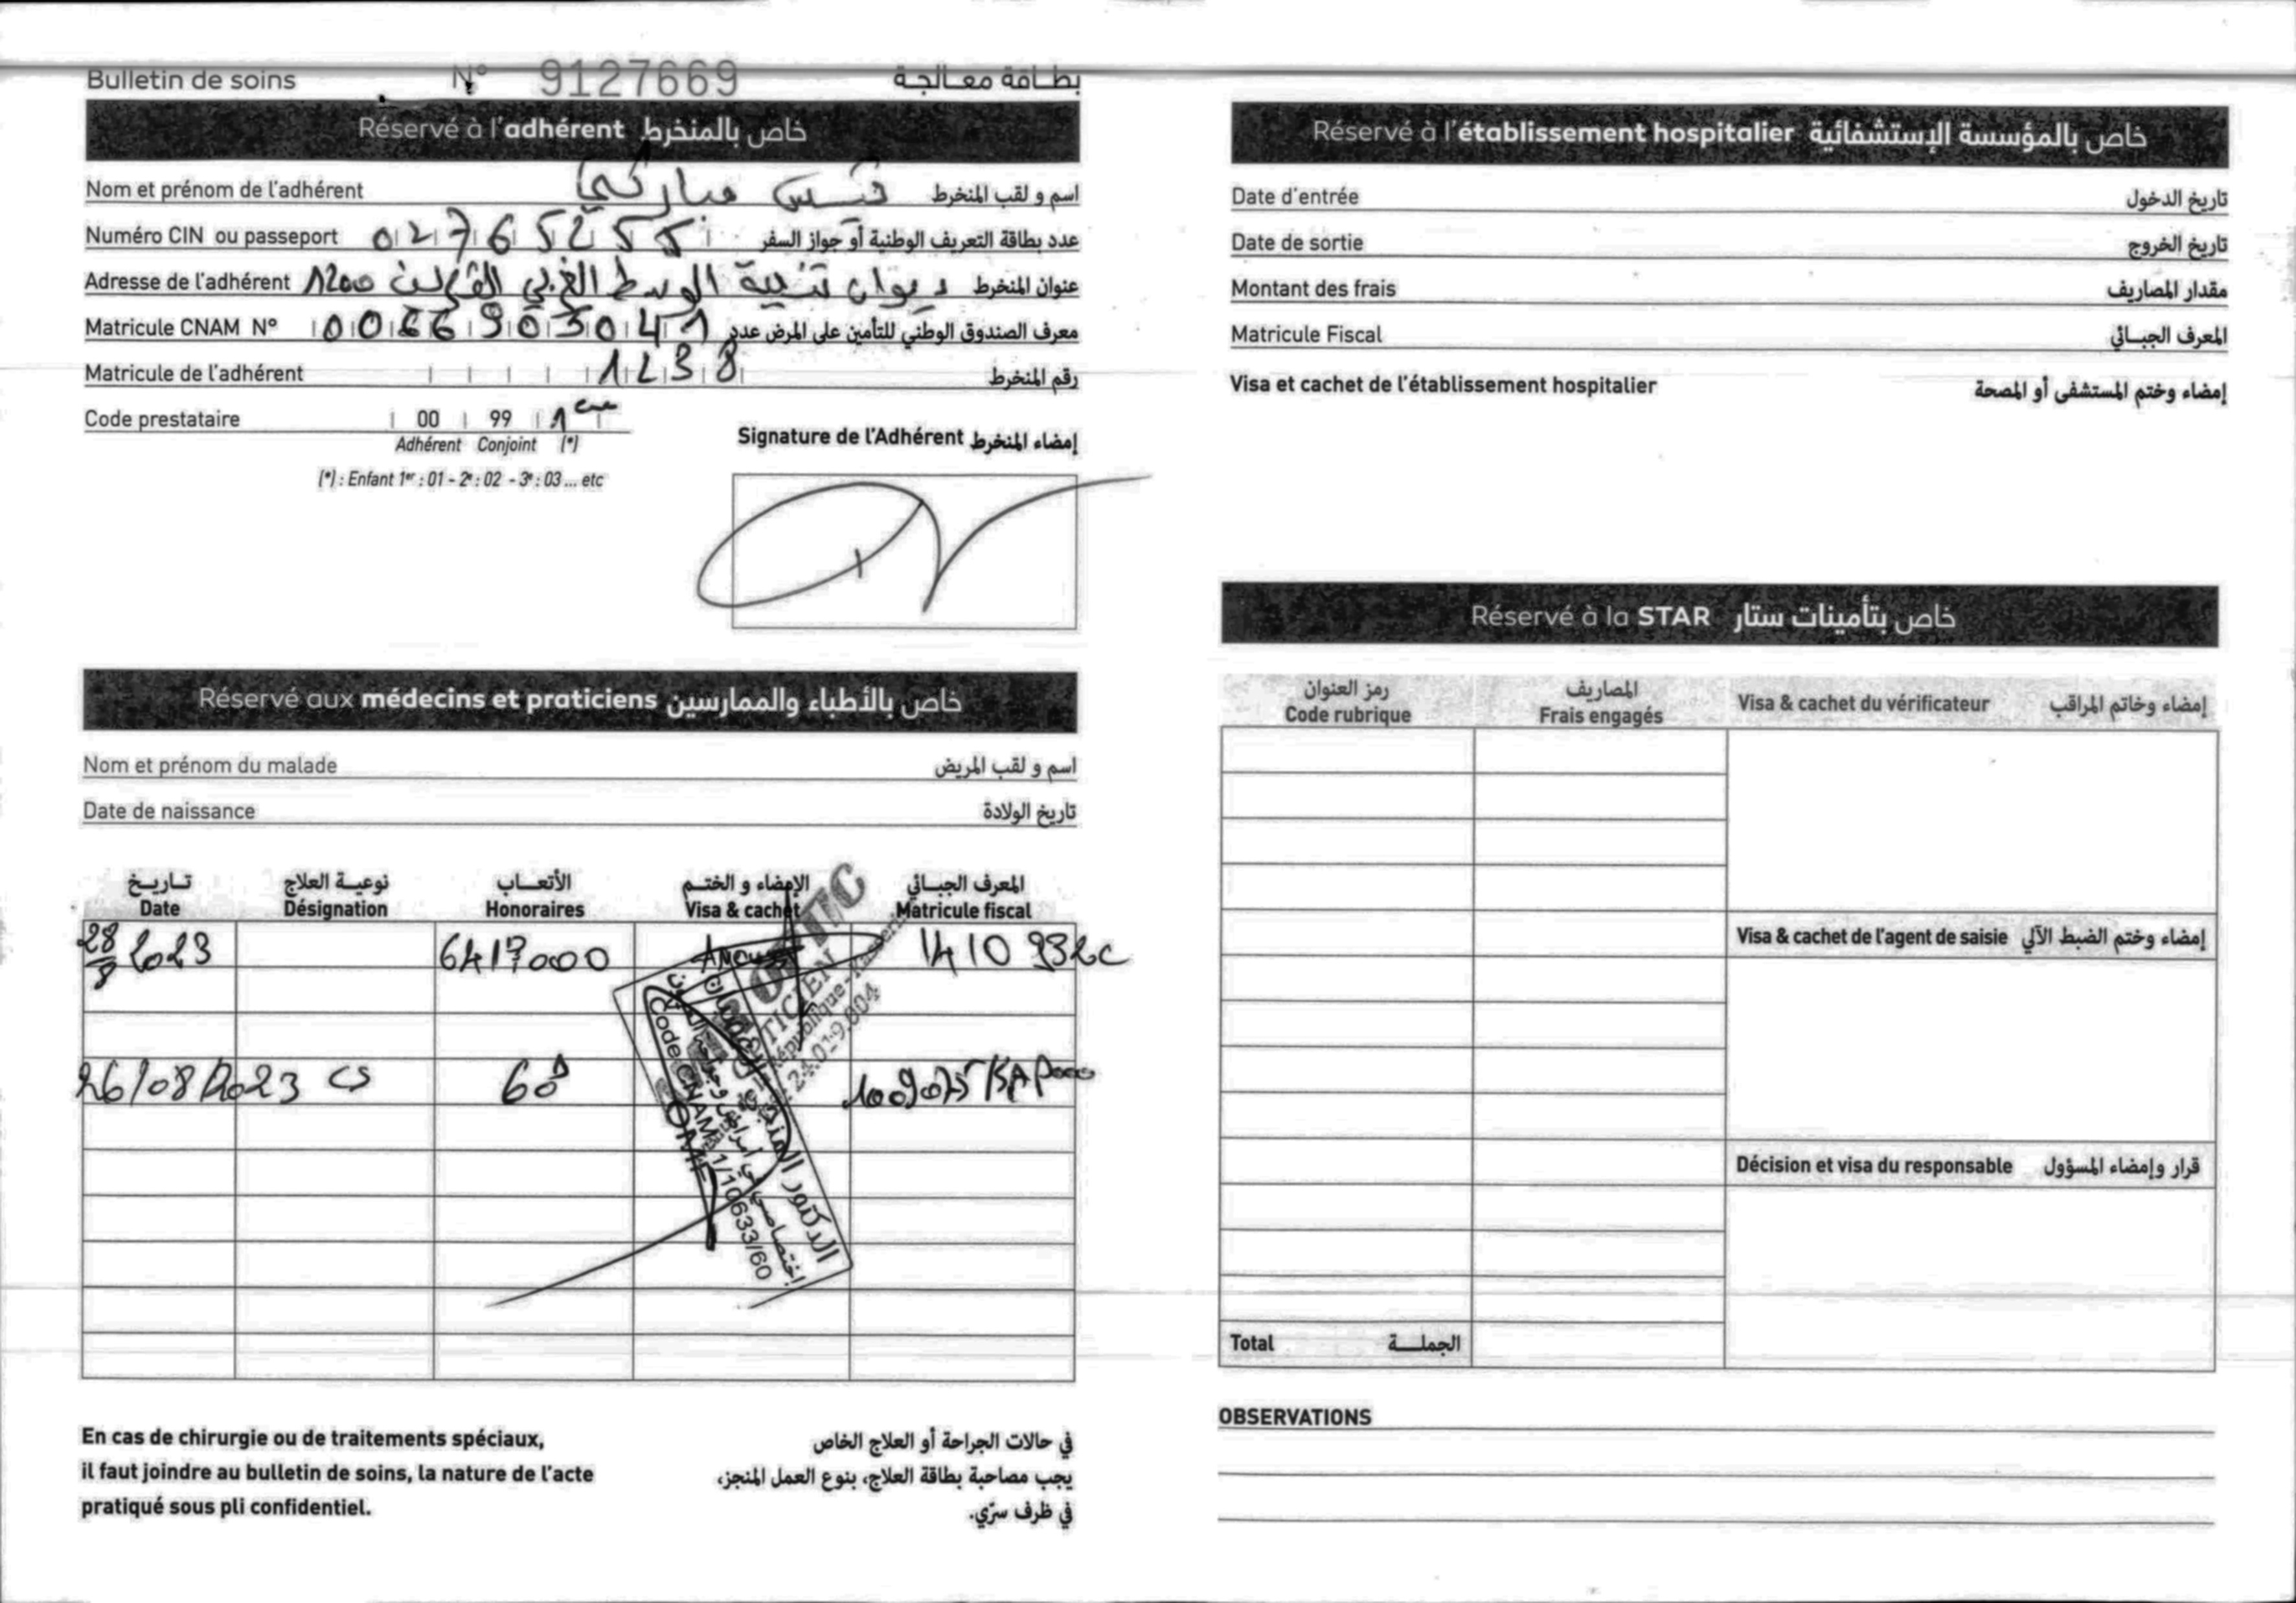 Bulletin de soins N° 9127669 بطاقة معالجة
Réservé à l'adhérent خاص بالمنخرط
Nom et prénom de l'adhérent قيس مباركي اسم و لقب المنخرط
Numéro CIN ou passeport 02765255 عدد بطاقة التعريف الوطنية أو جواز السفر
Adresse de l'adhérent ديوان تنمية الوسط الغربي القصرين 1200 عنوان المنخرط
Matricule CNAM N° 0066903041 معرف الصندوق الوطني للتأمين على المرض عدد
Matricule de l'adhérent 1238 رقم المنخرط
Code prestataire 00 99 1
Adhérent Conjoint (*)
(*) : Enfant 1er : 01 - 2e : 02 - 3e : 03 ... etc
Signature de l'Adhérent إمضاء المنخرط
Réservé aux médecins et praticiens خاص بالأطباء والممارسين
Nom et prénom du malade اسم و لقب المريض
Date de naissance تاريخ الولادة
تاريخ نوعية العلاج الأتعاب الإمضاء و الختم المعرف الجبائي
Date Désignation Honoraires Visa & cachet Matricule fiscal
28/8 2023 6417000 1410932c
26/08/2023 cs 60D 1009075
الدكتور
Code CNAM 1/10633/60
En cas de chirurgie ou de traitements spéciaux,
il faut joindre au bulletin de soins, la nature de l'acte
pratiqué sous pli confidentiel.
في حالات الجراحة أو العلاج الخاص
يجب مصاحبة بطاقة العلاج، بنوع العمل المنجز،
في ظرف سرّي.
Réservé à l'établissement hospitalier خاص بالمؤسسة الإستشفائية
Date d'entrée تاريخ الدخول
Date de sortie تاريخ الخروج
Montant des frais مقدار المصاريف
Matricule Fiscal المعرف الجبائي
Visa et cachet de l'établissement hospitalier إمضاء وختم المستشفى أو المصحة
Réservé à la STAR خاص بتأمينات ستار
رمز العنوان المصاريف
Code rubrique Frais engagés Visa & cachet du vérificateur إمضاء وخاتم المراقب
Visa & cachet de l'agent de saisie إمضاء وختم الضبط الآلي
Décision et visa du responsable قرار وإمضاء المسؤول
Total الجملة
OBSERVATIONS